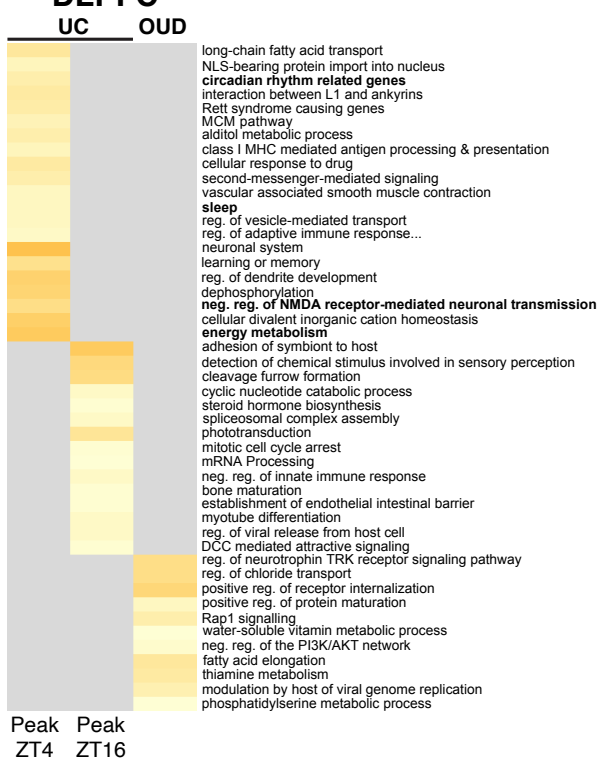 UC OUD
long-chain fatty acid transport
NLS-bearing protein import into nucleus
circadian rhythm related genes
interaction between L1 and ankyrins
Rett syndrome causing genes
MCM pathway
alditol metabolic process
class I MHC mediated antigen processing & presentation
cellular response to drug
second-messenger-mediated signaling
vascular associated smooth muscle contraction
sleep
reg. of vesicle-mediated transport
reg. of adaptive immune response...
neuronal system
learning or memory
reg. of dendrite development
dephosphorylation
neg. reg. of NMDA receptor-mediated neuronal transmission
cellular divalent inorganic cation homeostasis
energy metabolism
adhesion of symbiont to host
detection of chemical stimulus involved in sensory perception
cleavage furrow formation
cyclic nucleotide catabolic process
steroid hormone biosynthesis
spliceosomal complex assembly
phototransduction
mitotic cell cycle arrest
mRNA Processing
neg. reg. of innate immune response
bone maturation
establishment of endothelial intestinal barrier
myotube differentiation
reg. of viral release from host cell
DCC mediated attractive signaling
reg. of neurotrophin TRK receptor signaling pathway
reg. of chloride transport
positive reg. of receptor internalization
positive reg. of protein maturation
Rap1 signalling
water-soluble vitamin metabolic process
neg. reg. of the PI3K/AKT network
fatty acid elongation
thiamine metabolism
modulation by host of viral genome replication
phosphatidylserine metabolic process
Peak Peak
ZT4 ZT16